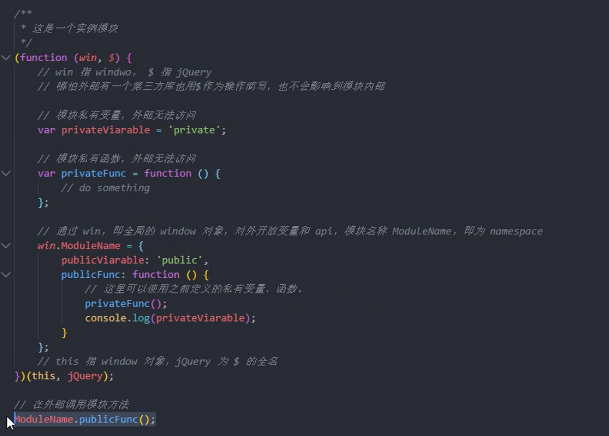 /**
 * 这是一个实例模块
 */
(function (win, $) {
    // win 指 windwo， $ 指 jQuery
    // 哪怕外部有一个第三方库也用$作为操作简写，也不会影响到模块内部
    // 模块私有变量，外部无法访问
    var privateViarable = 'private';
    // 模块私有函数，外部无法访问
    var privateFunc = function () {
        // do something
    };
    // 通过 win，即全局的 window 对象，对外开放变量和 api，模块名称 ModuleName，即为 namespace
    win.ModuleName = {
        publicViarable: 'public',
        publicFunc: function () {
            // 这里可以使用之前定义的私有变量、函数。
            privateFunc();
            console.log(privateViarable);
        }
    };
    // this 指 window 对象，jQuery 为 $ 的全名
})(this, jQuery);
// 在外部调用模块方法
ModuleName.publicFunc();